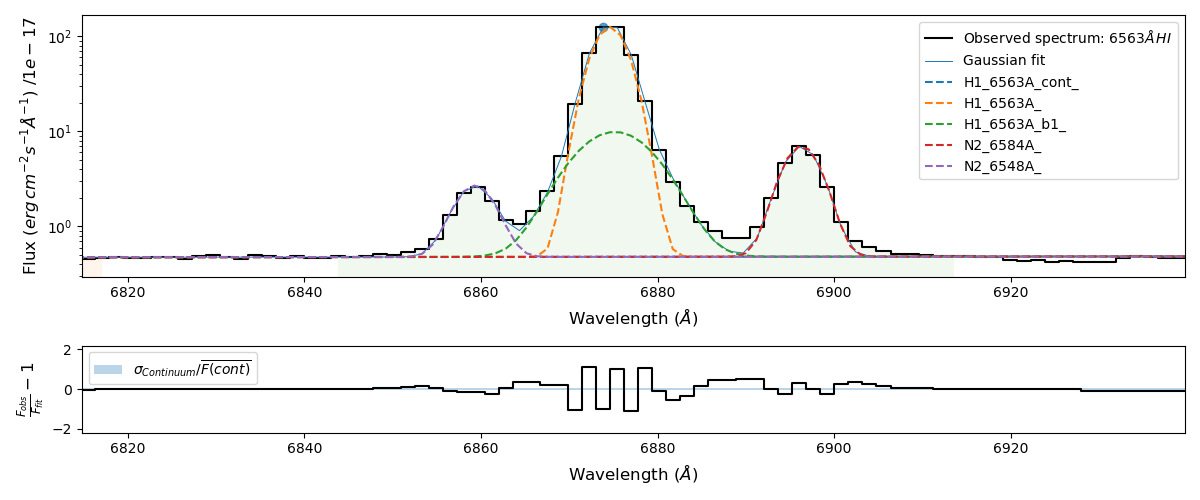 Flux (erg cm⁻² s⁻¹ Å⁻¹) /1e − 17
10²
10¹
10⁰
Observed spectrum: 6563Å HI
Gaussian fit
H1_6563A_cont_
H1_6563A_
H1_6563A_b1_
N2_6584A_
N2_6548A_
6820 6840 6860 6880 6900 6920
Wavelength (Å)
F_obs/F_fit − 1
2
0
−2
σ_Continuum/F(cont)
6820 6840 6860 6880 6900 6920
Wavelength (Å)